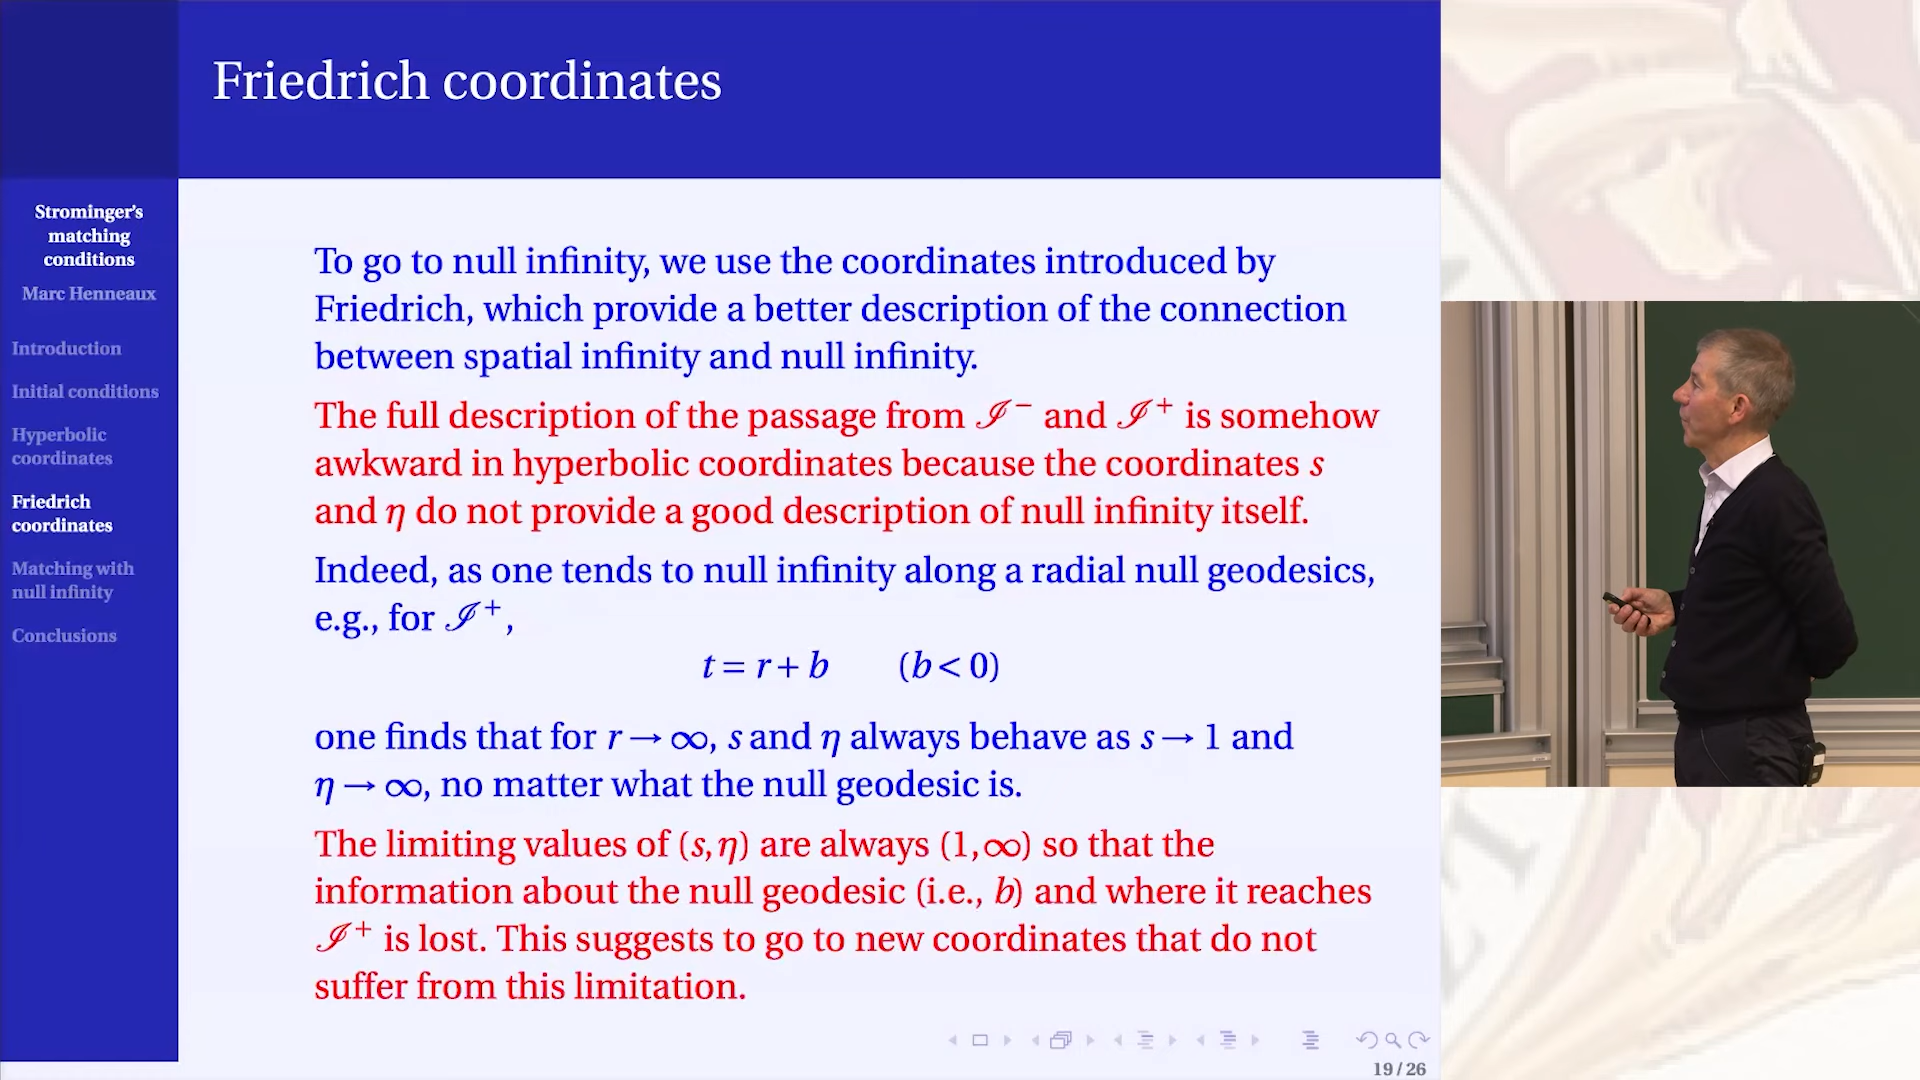 Friedrich coordinates
Strominger's
matching
conditions
Marc Henneaux
Introduction
Initial conditions
Hyperbolic
coordinates
Friedrich
coordinates
Matching with
null infinity
Conclusions
To go to null infinity, we use the coordinates introduced by
Friedrich, which provide a better description of the connection
between spatial infinity and null infinity.
The full description of the passage from ℐ⁻ and ℐ⁺ is somehow
awkward in hyperbolic coordinates because the coordinates s
and η do not provide a good description of null infinity itself.
Indeed, as one tends to null infinity along a radial null geodesics,
e.g., for ℐ⁺,
t = r + b (b < 0)
one finds that for r → ∞, s and η always behave as s → 1 and
η → ∞, no matter what the null geodesic is.
The limiting values of (s, η) are always (1, ∞) so that the
information about the null geodesic (i.e., b) and where it reaches
ℐ⁺ is lost. This suggests to go to new coordinates that do not
suffer from this limitation.
19 / 26